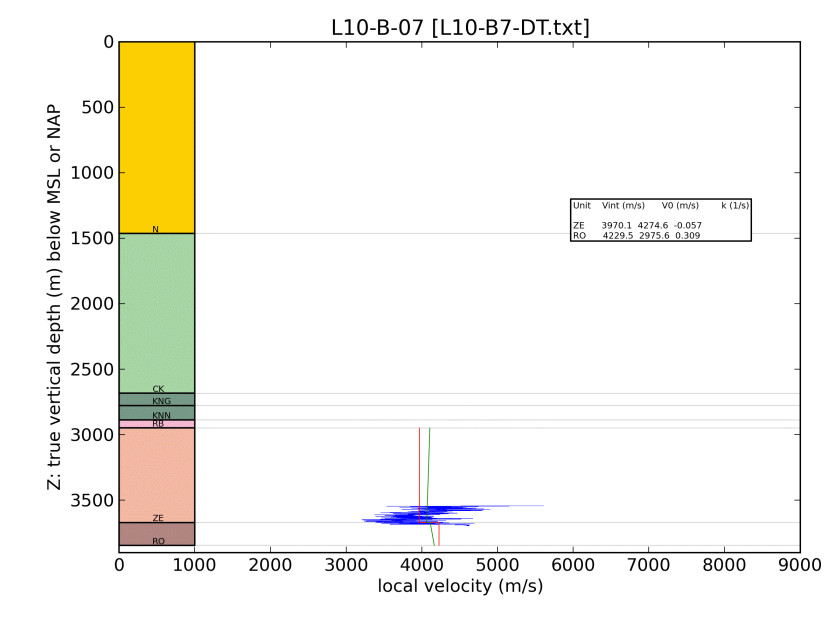 L10-B-07 [L10-B7-DT.txt]
0
500
1000
1500
2000
2500
3000
3500
Z: true vertical depth (m) below MSL or NAP
N
CK
KNG
KNN
RB
ZE
RO
Unit Vint (m/s) V0 (m/s) k (1/s)
ZE 3970.1 4274.6 -0.057
RO 4229.5 2975.6 0.309
0 1000 2000 3000 4000 5000 6000 7000 8000 9000
local velocity (m/s)